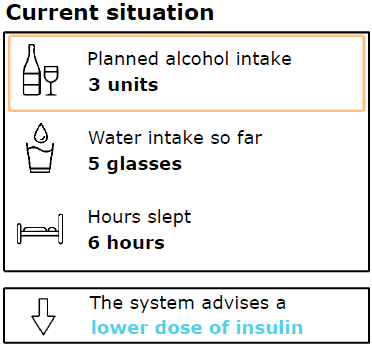 Current situation
Planned alcohol intake
3 units
Water intake so far
5 glasses
Hours slept
6 hours
The system advises a
lower dose of insulin